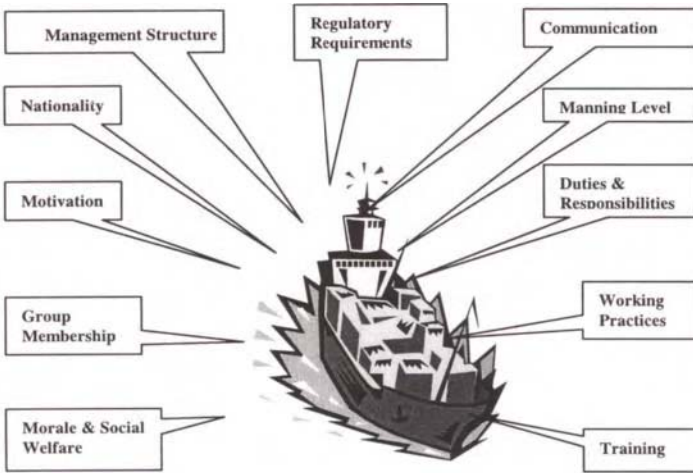 Management Structure
Regulatory
Requirements
Communication
Nationality
Manning Level
Motivation
Duties &
Responsibilities
Group
Membership
Working
Practices
Morale & Social
Welfare
Training